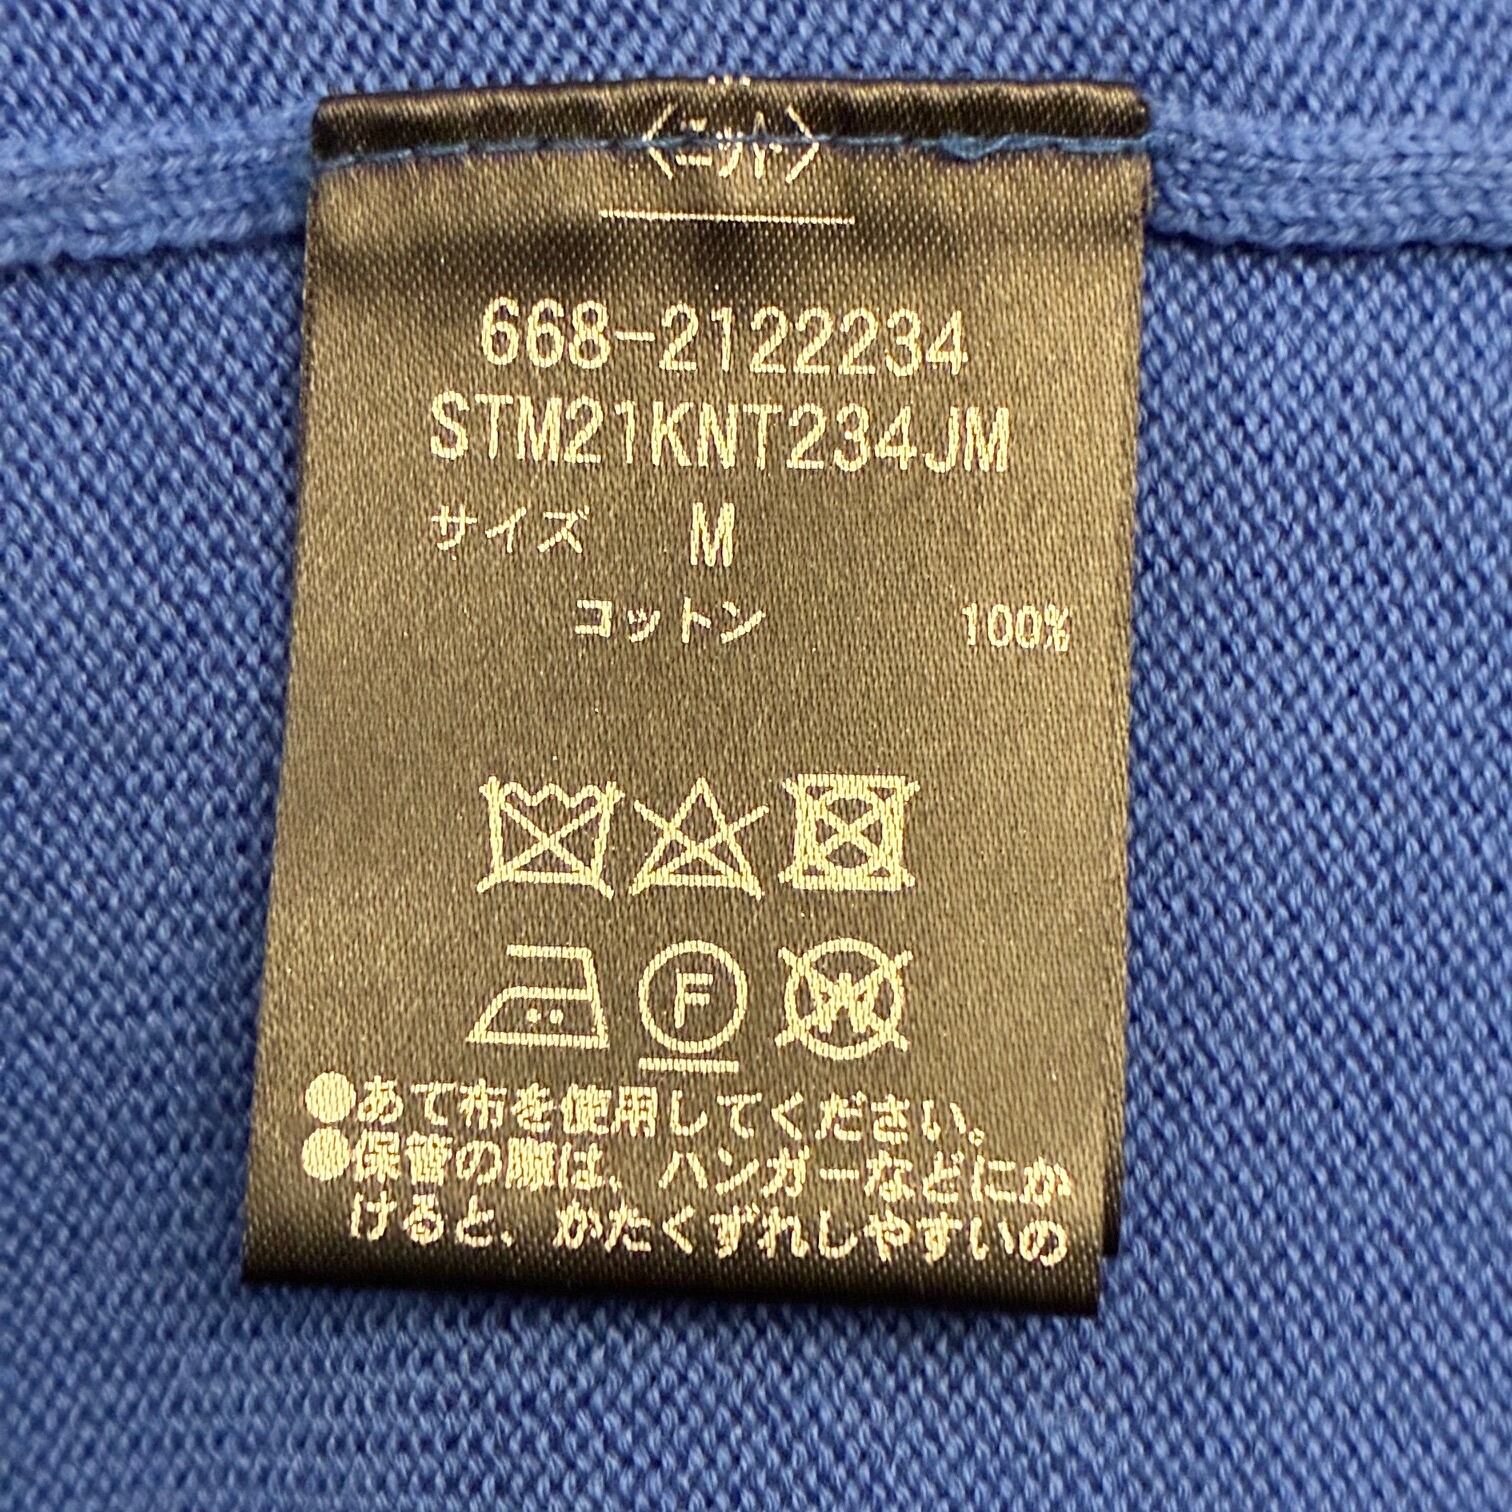 〈ニット〉
668-2122234
STM21KNT234JM
サイズ M
コットン 100%
F
W
●あて布を使用してください。
●保管の際は、ハンガーなどにか
けると、かたくずれしやすいの